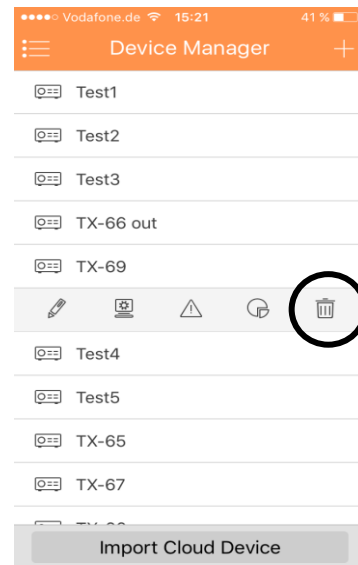 Vodafone.de 15:21 41 %
Device Manager
Test1
Test2
Test3
TX-66 out
TX-69
Test4
Test5
TX-65
TX-67
Import Cloud Device